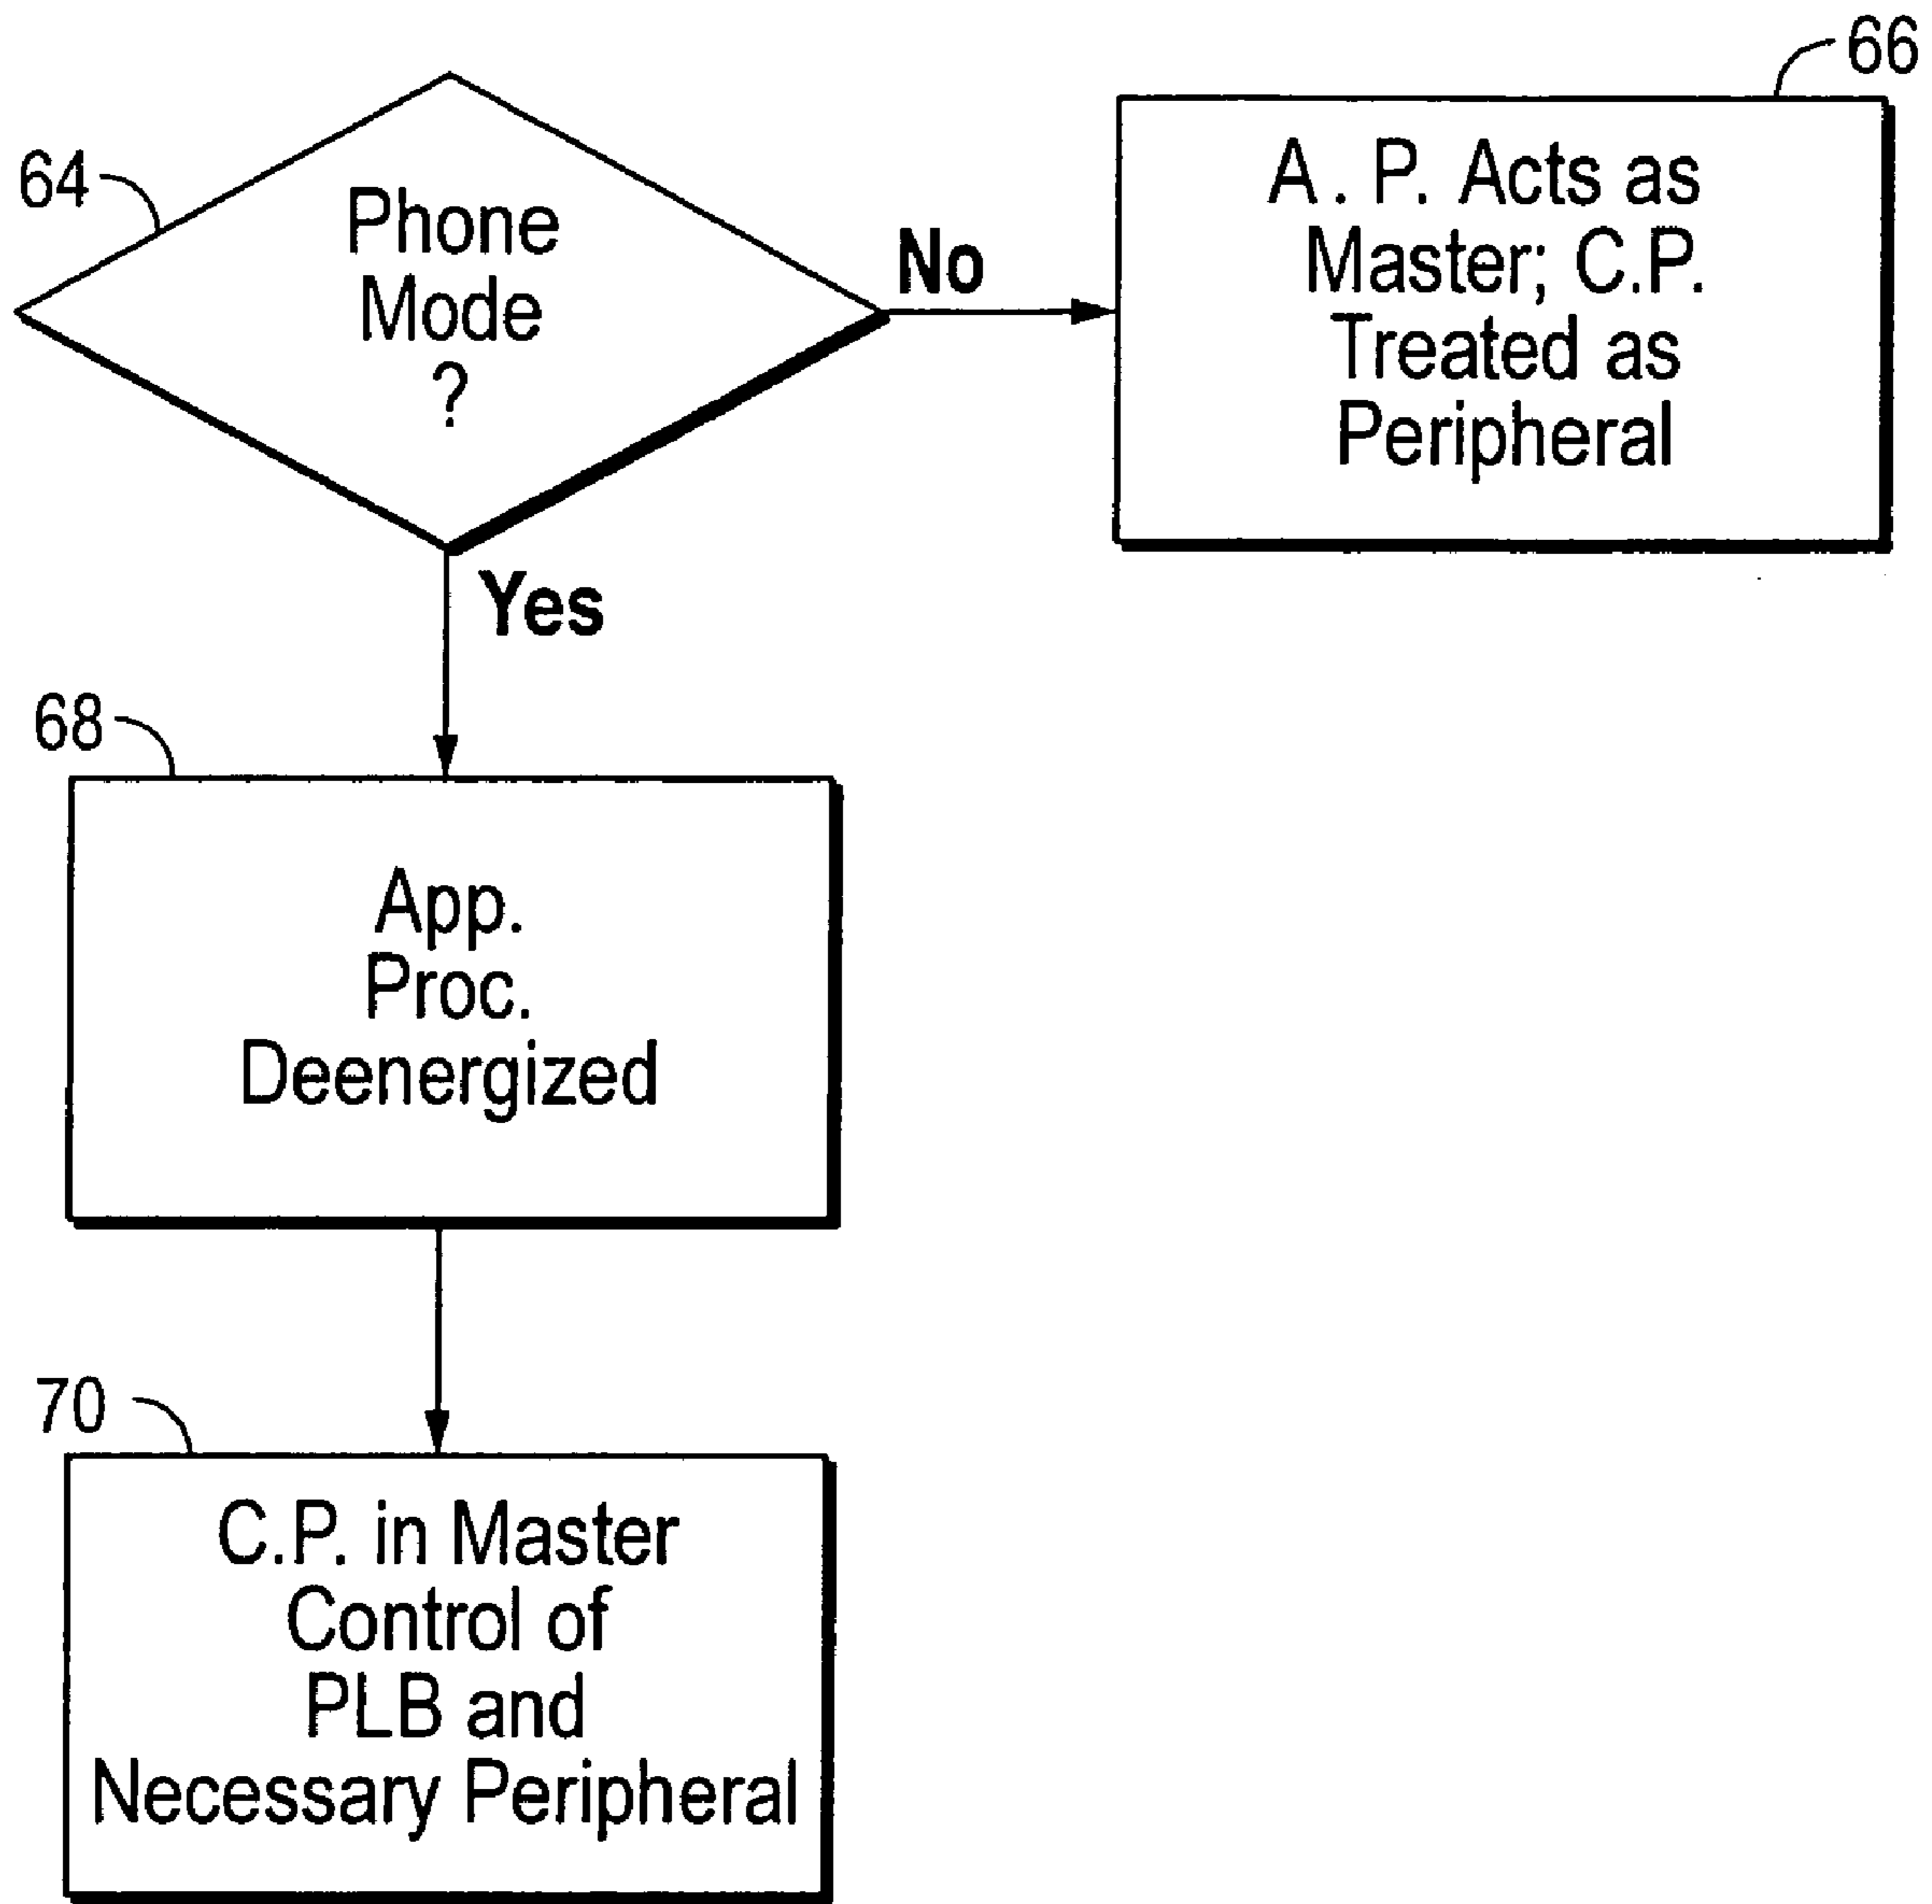 64
Phone
Mode
?
No
66
A . P. Acts as
Master; C.P.
Treated as
Peripheral
Yes
68
App.
Proc.
Deenergized
70
C.P. in Master
Control of
PLB and
Necessary Peripheral